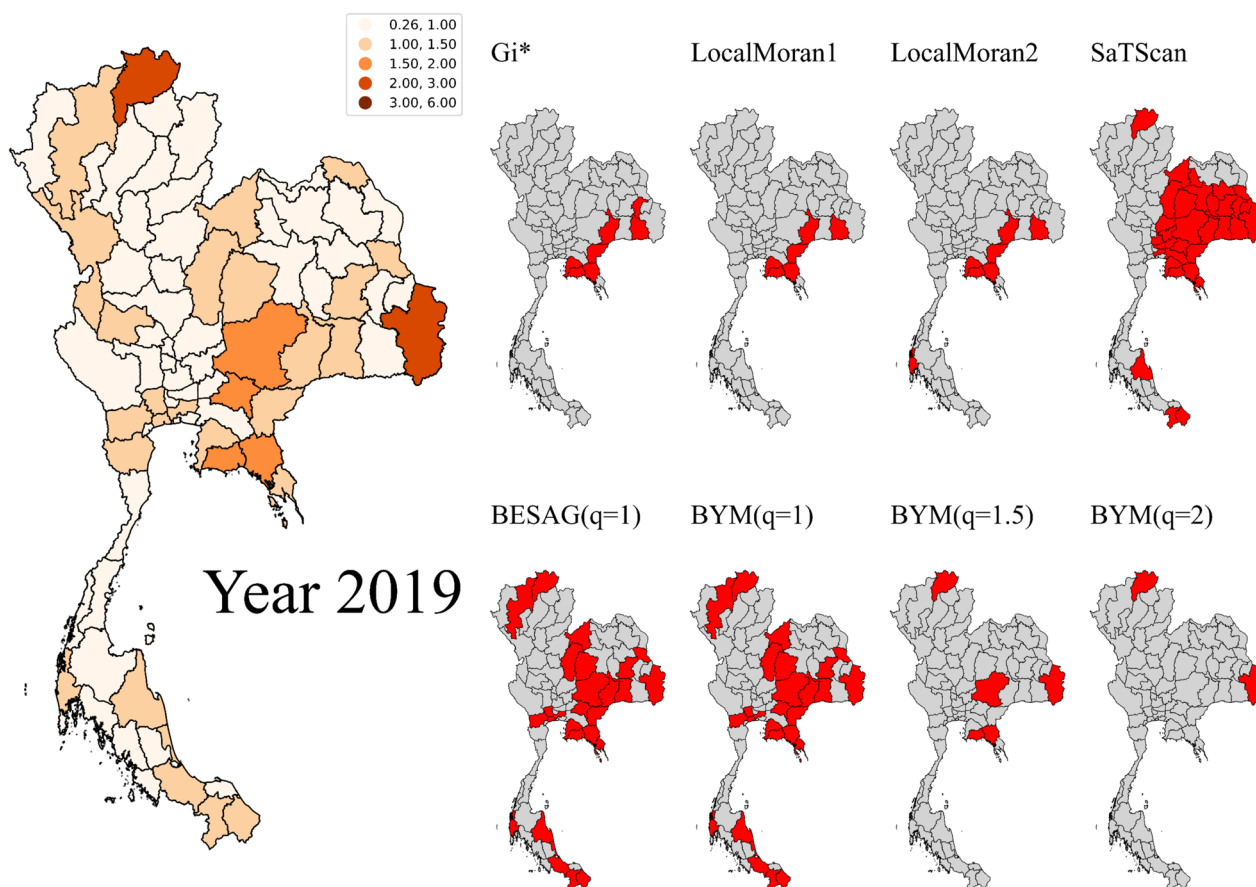 0.26, 1.00
1.00, 1.50
1.50, 2.00
2.00, 3.00
3.00, 6.00
Gi*
LocalMoran1
LocalMoran2
SaTScan
BESAG(q=1)
BYM(q=1)
BYM(q=1.5)
BYM(q=2)
Year 2019